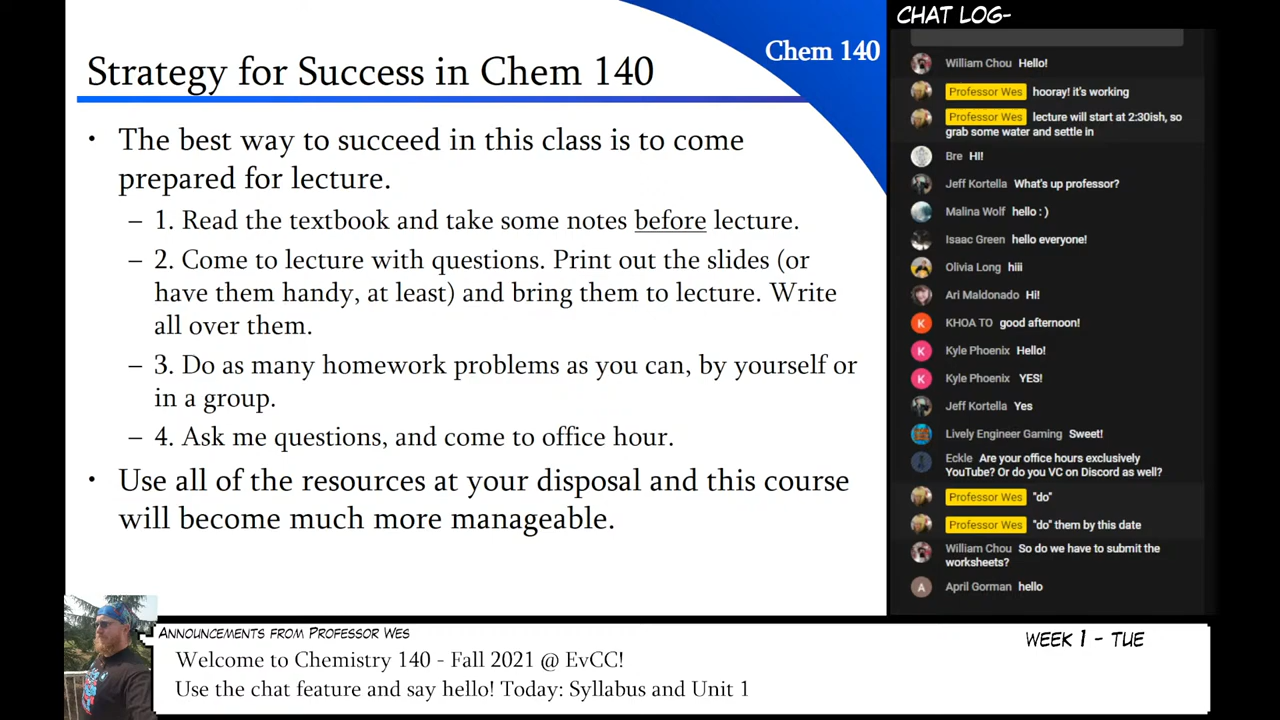 Chem 140
Strategy for Success in Chem 140
• The best way to succeed in this class is to come
prepared for lecture.
– 1. Read the textbook and take some notes before lecture.
– 2. Come to lecture with questions. Print out the slides (or
have them handy, at least) and bring them to lecture. Write
all over them.
– 3. Do as many homework problems as you can, by yourself or
in a group.
– 4. Ask me questions, and come to office hour.
• Use all of the resources at your disposal and this course
will become much more manageable.
CHAT LOG-
William Chou Hello!
Professor Wes hooray! it's working
Professor Wes lecture will start at 2:30ish, so
grab some water and settle in
Bre HI!
Jeff Kortella What's up professor?
Malina Wolf hello : )
Isaac Green hello everyone!
Olivia Long hiii
Ari Maldonado Hi!
K KHOA TO good afternoon!
K Kyle Phoenix Hello!
K Kyle Phoenix YES!
Jeff Kortella Yes
Lively Engineer Gaming Sweet!
Eckle Are your office hours exclusively
YouTube? Or do you VC on Discord as well?
Professor Wes "do"
Professor Wes "do" them by this date
William Chou So do we have to submit the
worksheets?
A April Gorman hello
ANNOUNCEMENTS FROM PROFESSOR WES
WEEK 1 - TUE
Welcome to Chemistry 140 - Fall 2021 @ EvCC!
Use the chat feature and say hello! Today: Syllabus and Unit 1